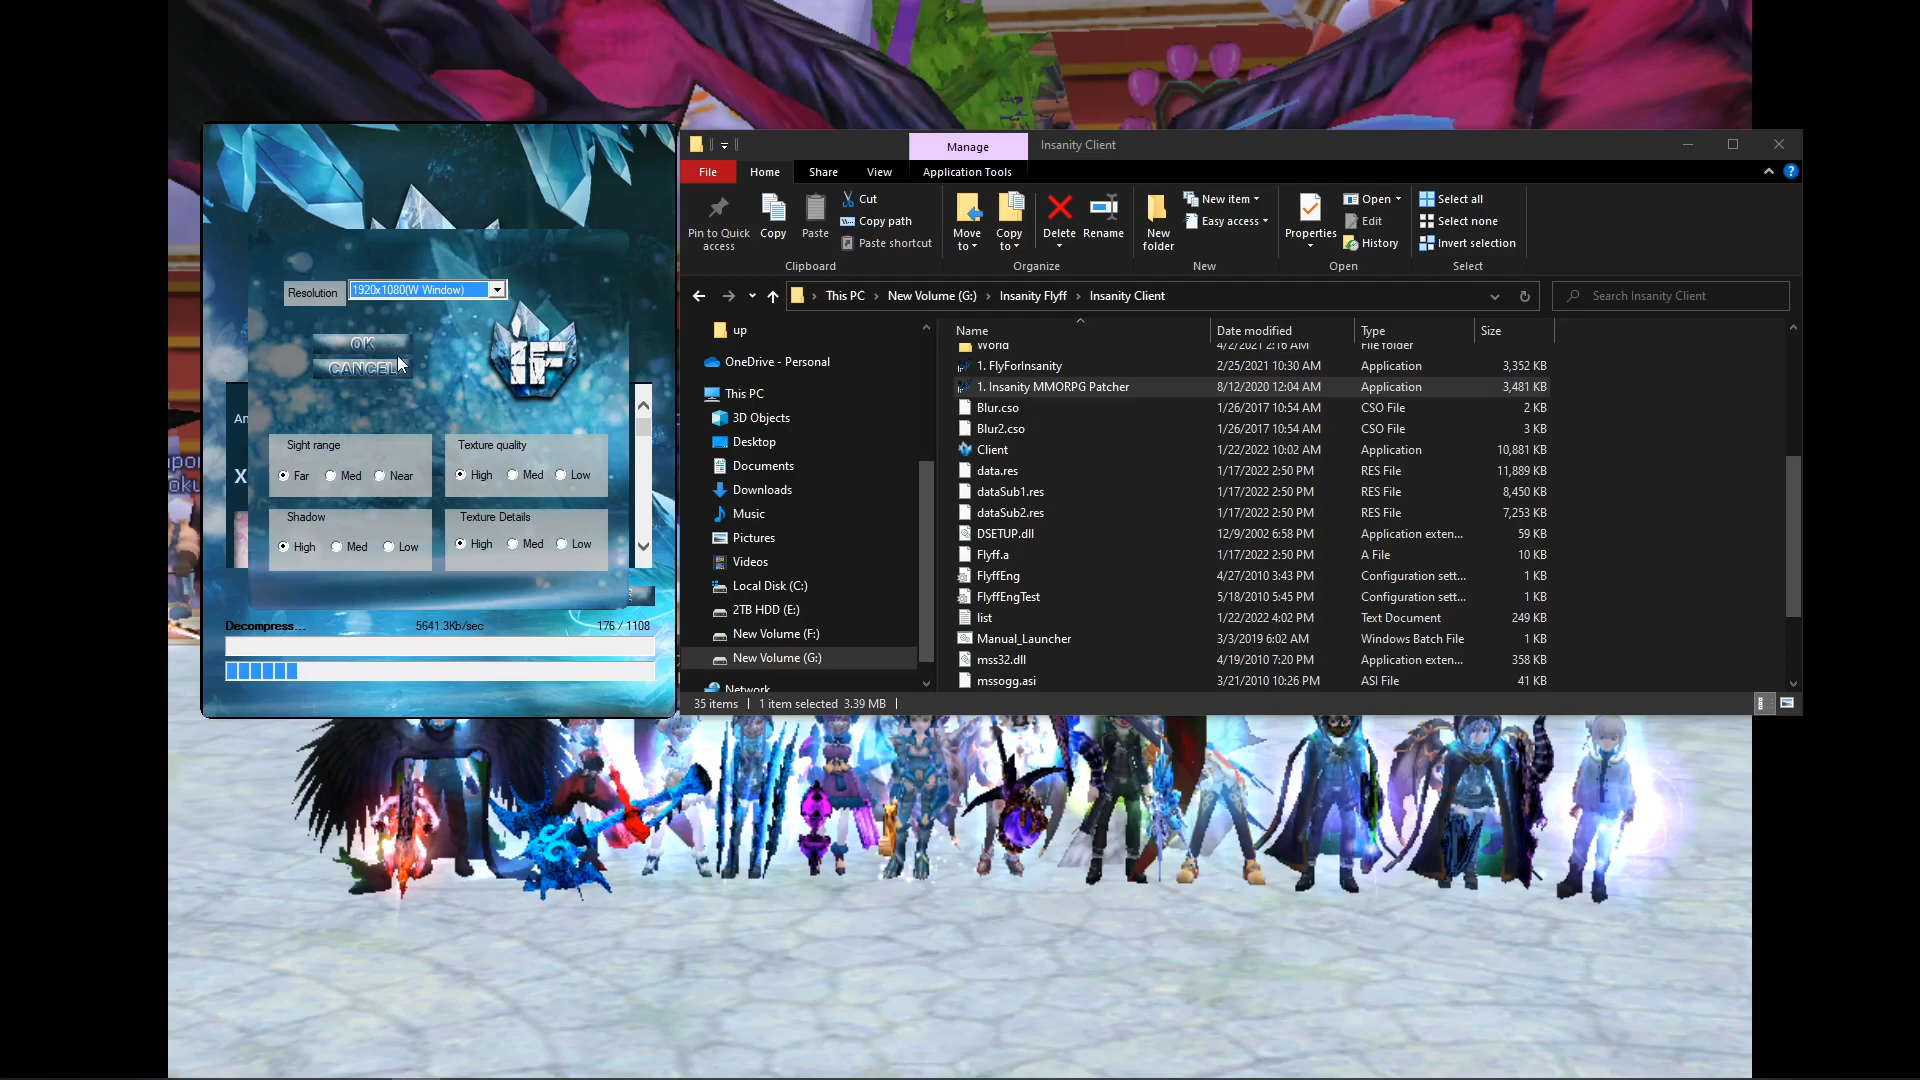 Manage
Insanity Client
File
Home
Share
View
Application Tools
Pin to Quick access
Copy
Paste
Cut
Copy path
Paste shortcut
Clipboard
Move to
Copy to
Delete
Rename
Organize
New folder
New item
Easy access
New
Properties
Open
Edit
History
Open
Select all
Select none
Invert selection
Select
This PC > New Volume (G:) > Insanity Flyff > Insanity Client
Search Insanity Client
up
OneDrive - Personal
This PC
3D Objects
Desktop
Documents
Downloads
Music
Pictures
Videos
Local Disk (C:)
2TB HDD (E:)
New Volume (F:)
New Volume (G:)
Network
Name Date modified Type Size
World 4/2/2021 2:16 AM File folder
1. FlyForInsanity 2/25/2021 10:30 AM Application 3,352 KB
1. Insanity MMORPG Patcher 8/12/2020 12:04 AM Application 3,481 KB
Blur.cso 1/26/2017 10:54 AM CSO File 2 KB
Blur2.cso 1/26/2017 10:54 AM CSO File 3 KB
Client 1/22/2022 10:02 AM Application 10,881 KB
data.res 1/17/2022 2:50 PM RES File 11,889 KB
dataSub1.res 1/17/2022 2:50 PM RES File 8,450 KB
dataSub2.res 1/17/2022 2:50 PM RES File 7,253 KB
DSETUP.dll 12/9/2002 6:58 PM Application exten... 59 KB
Flyff.a 1/17/2022 2:50 PM A File 10 KB
FlyffEng 4/27/2010 3:43 PM Configuration sett... 1 KB
FlyffEngTest 5/18/2010 5:45 PM Configuration sett... 1 KB
list 1/22/2022 4:02 PM Text Document 249 KB
Manual_Launcher 3/3/2019 6:02 AM Windows Batch File 1 KB
mss32.dll 4/19/2010 7:20 PM Application exten... 358 KB
mssogg.asi 3/21/2010 10:26 PM ASI File 41 KB
35 items 1 item selected 3.39 MB
Resolution 1920x1080(W Window)
OK
CANCEL
IF
An
X
Sight range
Far Med Near
Texture quality
High Med Low
Shadow
High Med Low
Texture Details
High Med Low
Decompress... 5641.3Kb/sec 176 / 1108